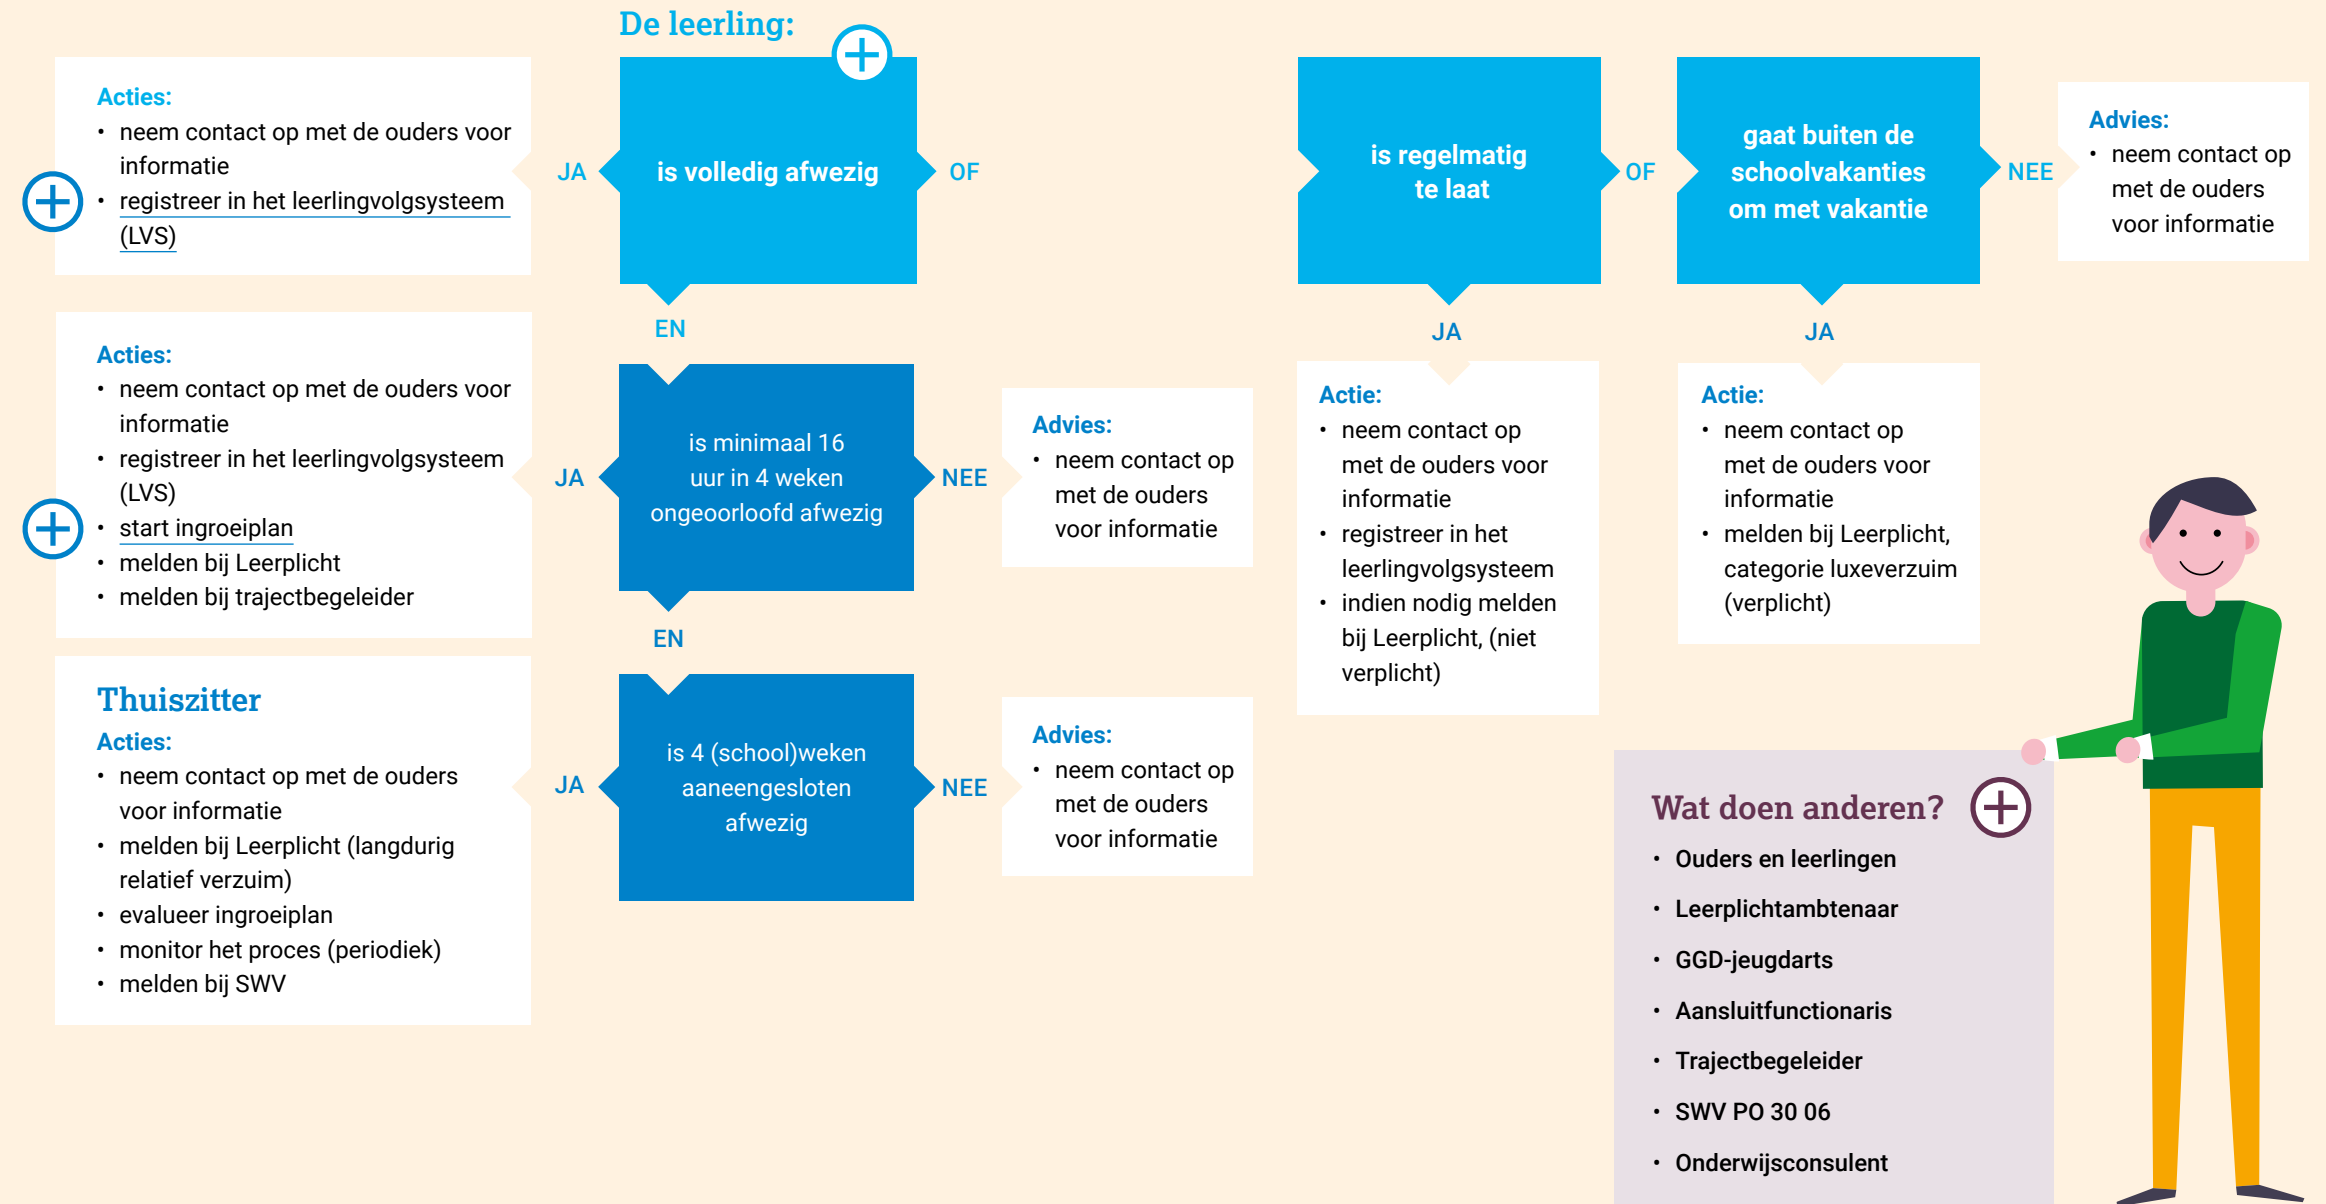 De leerling:
Acties:
• neem contact op met de ouders voor
informatie
• registreer in het leerlingvolgsysteem
(LVS)
JA
is volledig afwezig
OF
is regelmatig
te laat
OF
gaat buiten de
schoolvakanties
om met vakantie
NEE
Advies:
• neem contact op
met de ouders
voor informatie
EN
JA
JA
Acties:
• neem contact op met de ouders voor
informatie
• registreer in het leerlingvolgsysteem
(LVS)
• start ingroeiplan
• melden bij Leerplicht
• melden bij trajectbegeleider
JA
is minimaal 16
uur in 4 weken
ongeoorloofd afwezig
NEE
Advies:
• neem contact op
met de ouders
voor informatie
Actie:
• neem contact op
met de ouders voor
informatie
• registreer in het
leerlingvolgsysteem
• indien nodig melden
bij Leerplicht, (niet
verplicht)
Actie:
• neem contact op
met de ouders voor
informatie
• melden bij Leerplicht,
categorie luxeverzuim
(verplicht)
EN
Thuiszitter
Acties:
• neem contact op met de ouders
voor informatie
• melden bij Leerplicht (langdurig
relatief verzuim)
• evalueer ingroeiplan
• monitor het proces (periodiek)
• melden bij SWV
JA
is 4 (school)weken
aaneengesloten
afwezig
NEE
Advies:
• neem contact op
met de ouders
voor informatie
Wat doen anderen?
• Ouders en leerlingen
• Leerplichtambtenaar
• GGD-jeugdarts
• Aansluitfunctionaris
• Trajectbegeleider
• SWV PO 30 06
• Onderwijsconsulent